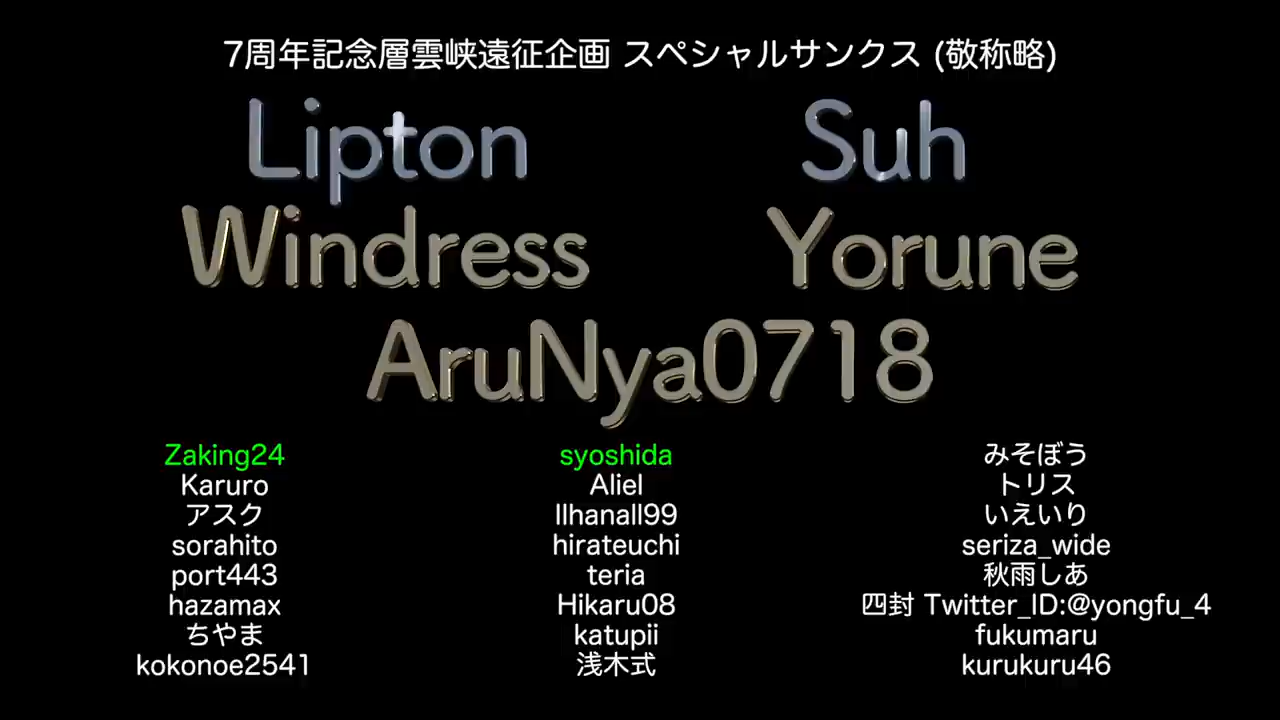 7周年記念層雲峡遠征企画 スペシャルサンクス (敬称略)
Lipton Suh
Windress Yorune
AruNya0718
Zaking24 syoshida みそぼう
Karuro Aliel トリス
アスク llhanall99 いえいり
sorahito hirateuchi seriza_wide
port443 teria 秋雨しあ
hazamax Hikaru08 四封 Twitter_ID:@yongfu_4
ちやま katupii fukumaru
kokonoe2541 浅木式 kurukuru46